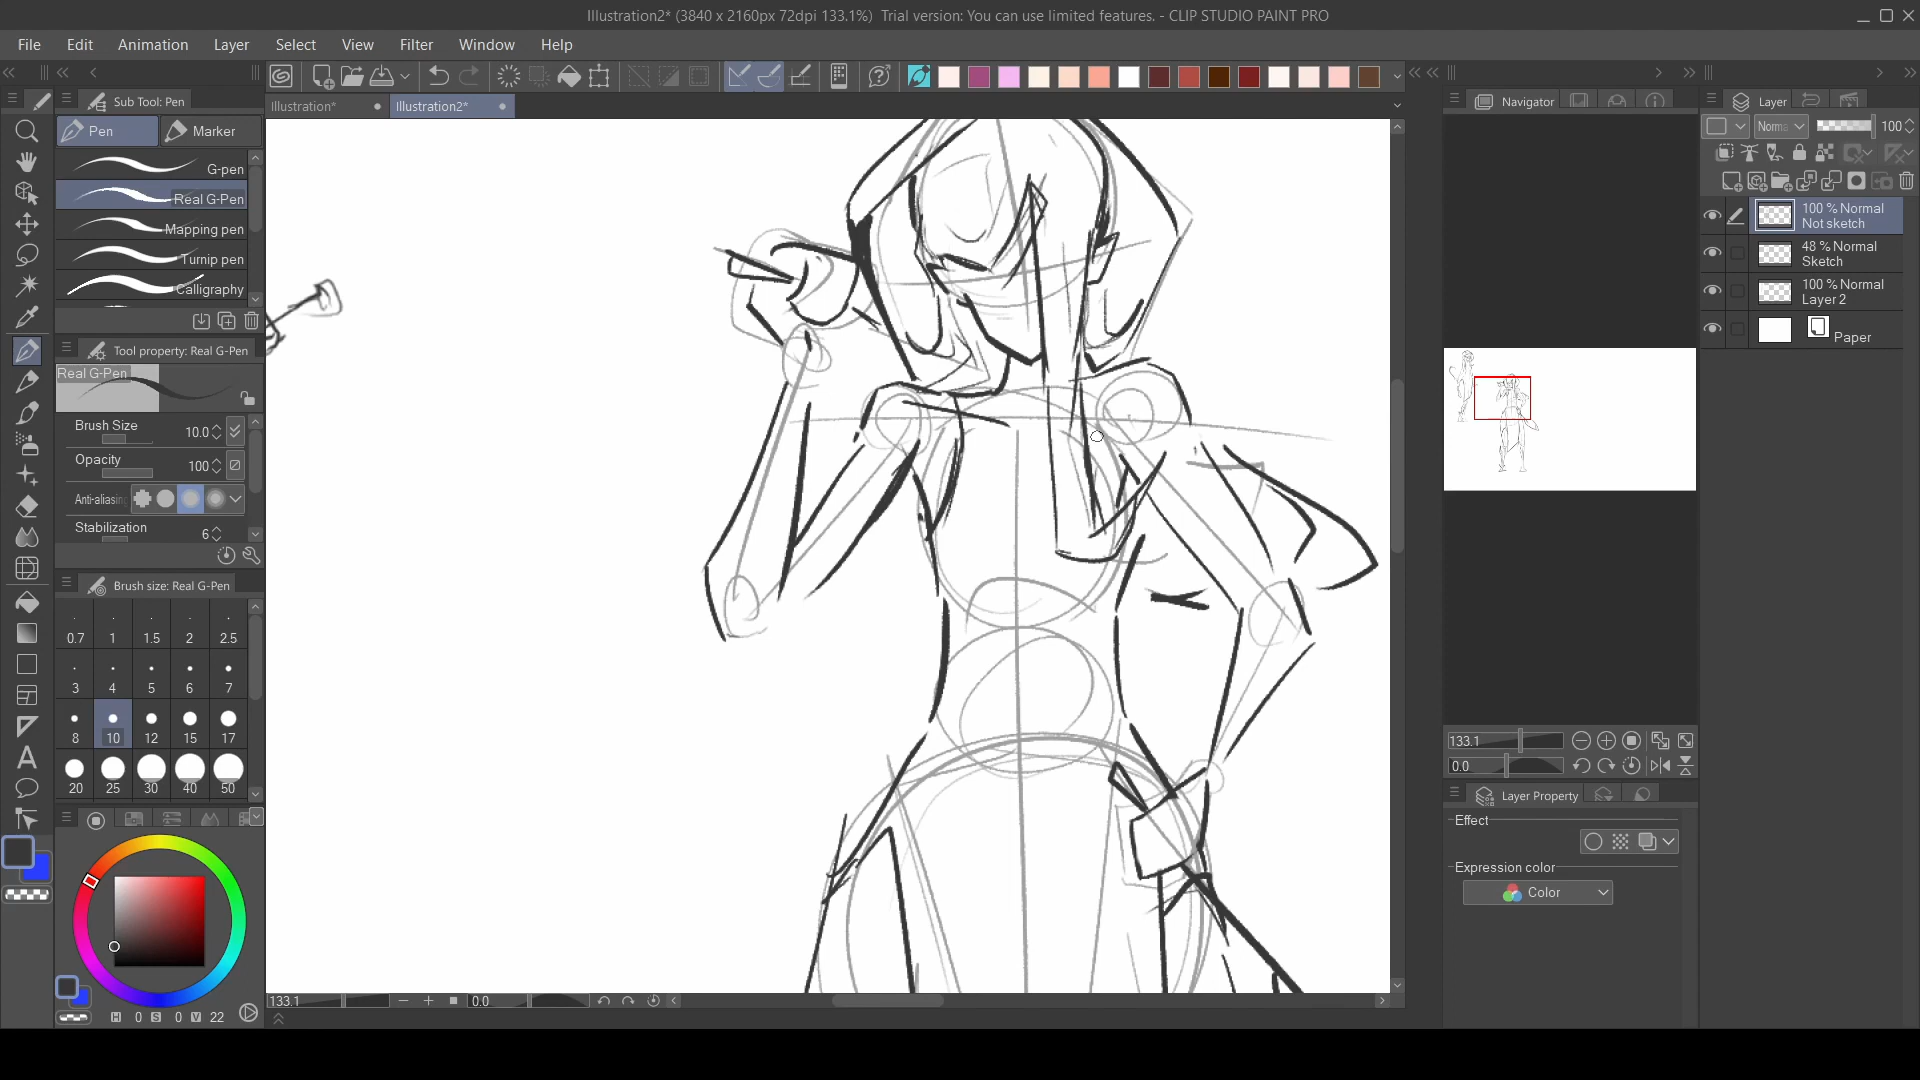 Illustration2* (3840 x 2160px 72dpi 133.1%) Trial version: You can use limited features. - CLIP STUDIO PAINT PRO
File Edit Animation Layer Select View Filter Window Help
Sub Tool: Pen
Illustration* Illustration2*
Navigator
Layer
Pen Marker
Norma 100
G-pen
Real G-Pen
Mapping pen
Turnip pen
Calligraphy
100 % Normal
Not sketch
48 % Normal
Sketch
100 % Normal
Layer 2
Paper
Tool property: Real G-Pen
Real G-Pen
Brush Size 10.0
Opacity 100
Anti-aliasing
Stabilization 6
Brush size: Real G-Pen
0.7 1 1.5 2 2.5
3 4 5 6 7
8 10 12 15 17
20 25 30 40 50
133.1
0.0
Layer Property
Effect
Expression color
Color
133.1 0.0
H 0 S 0 V 22